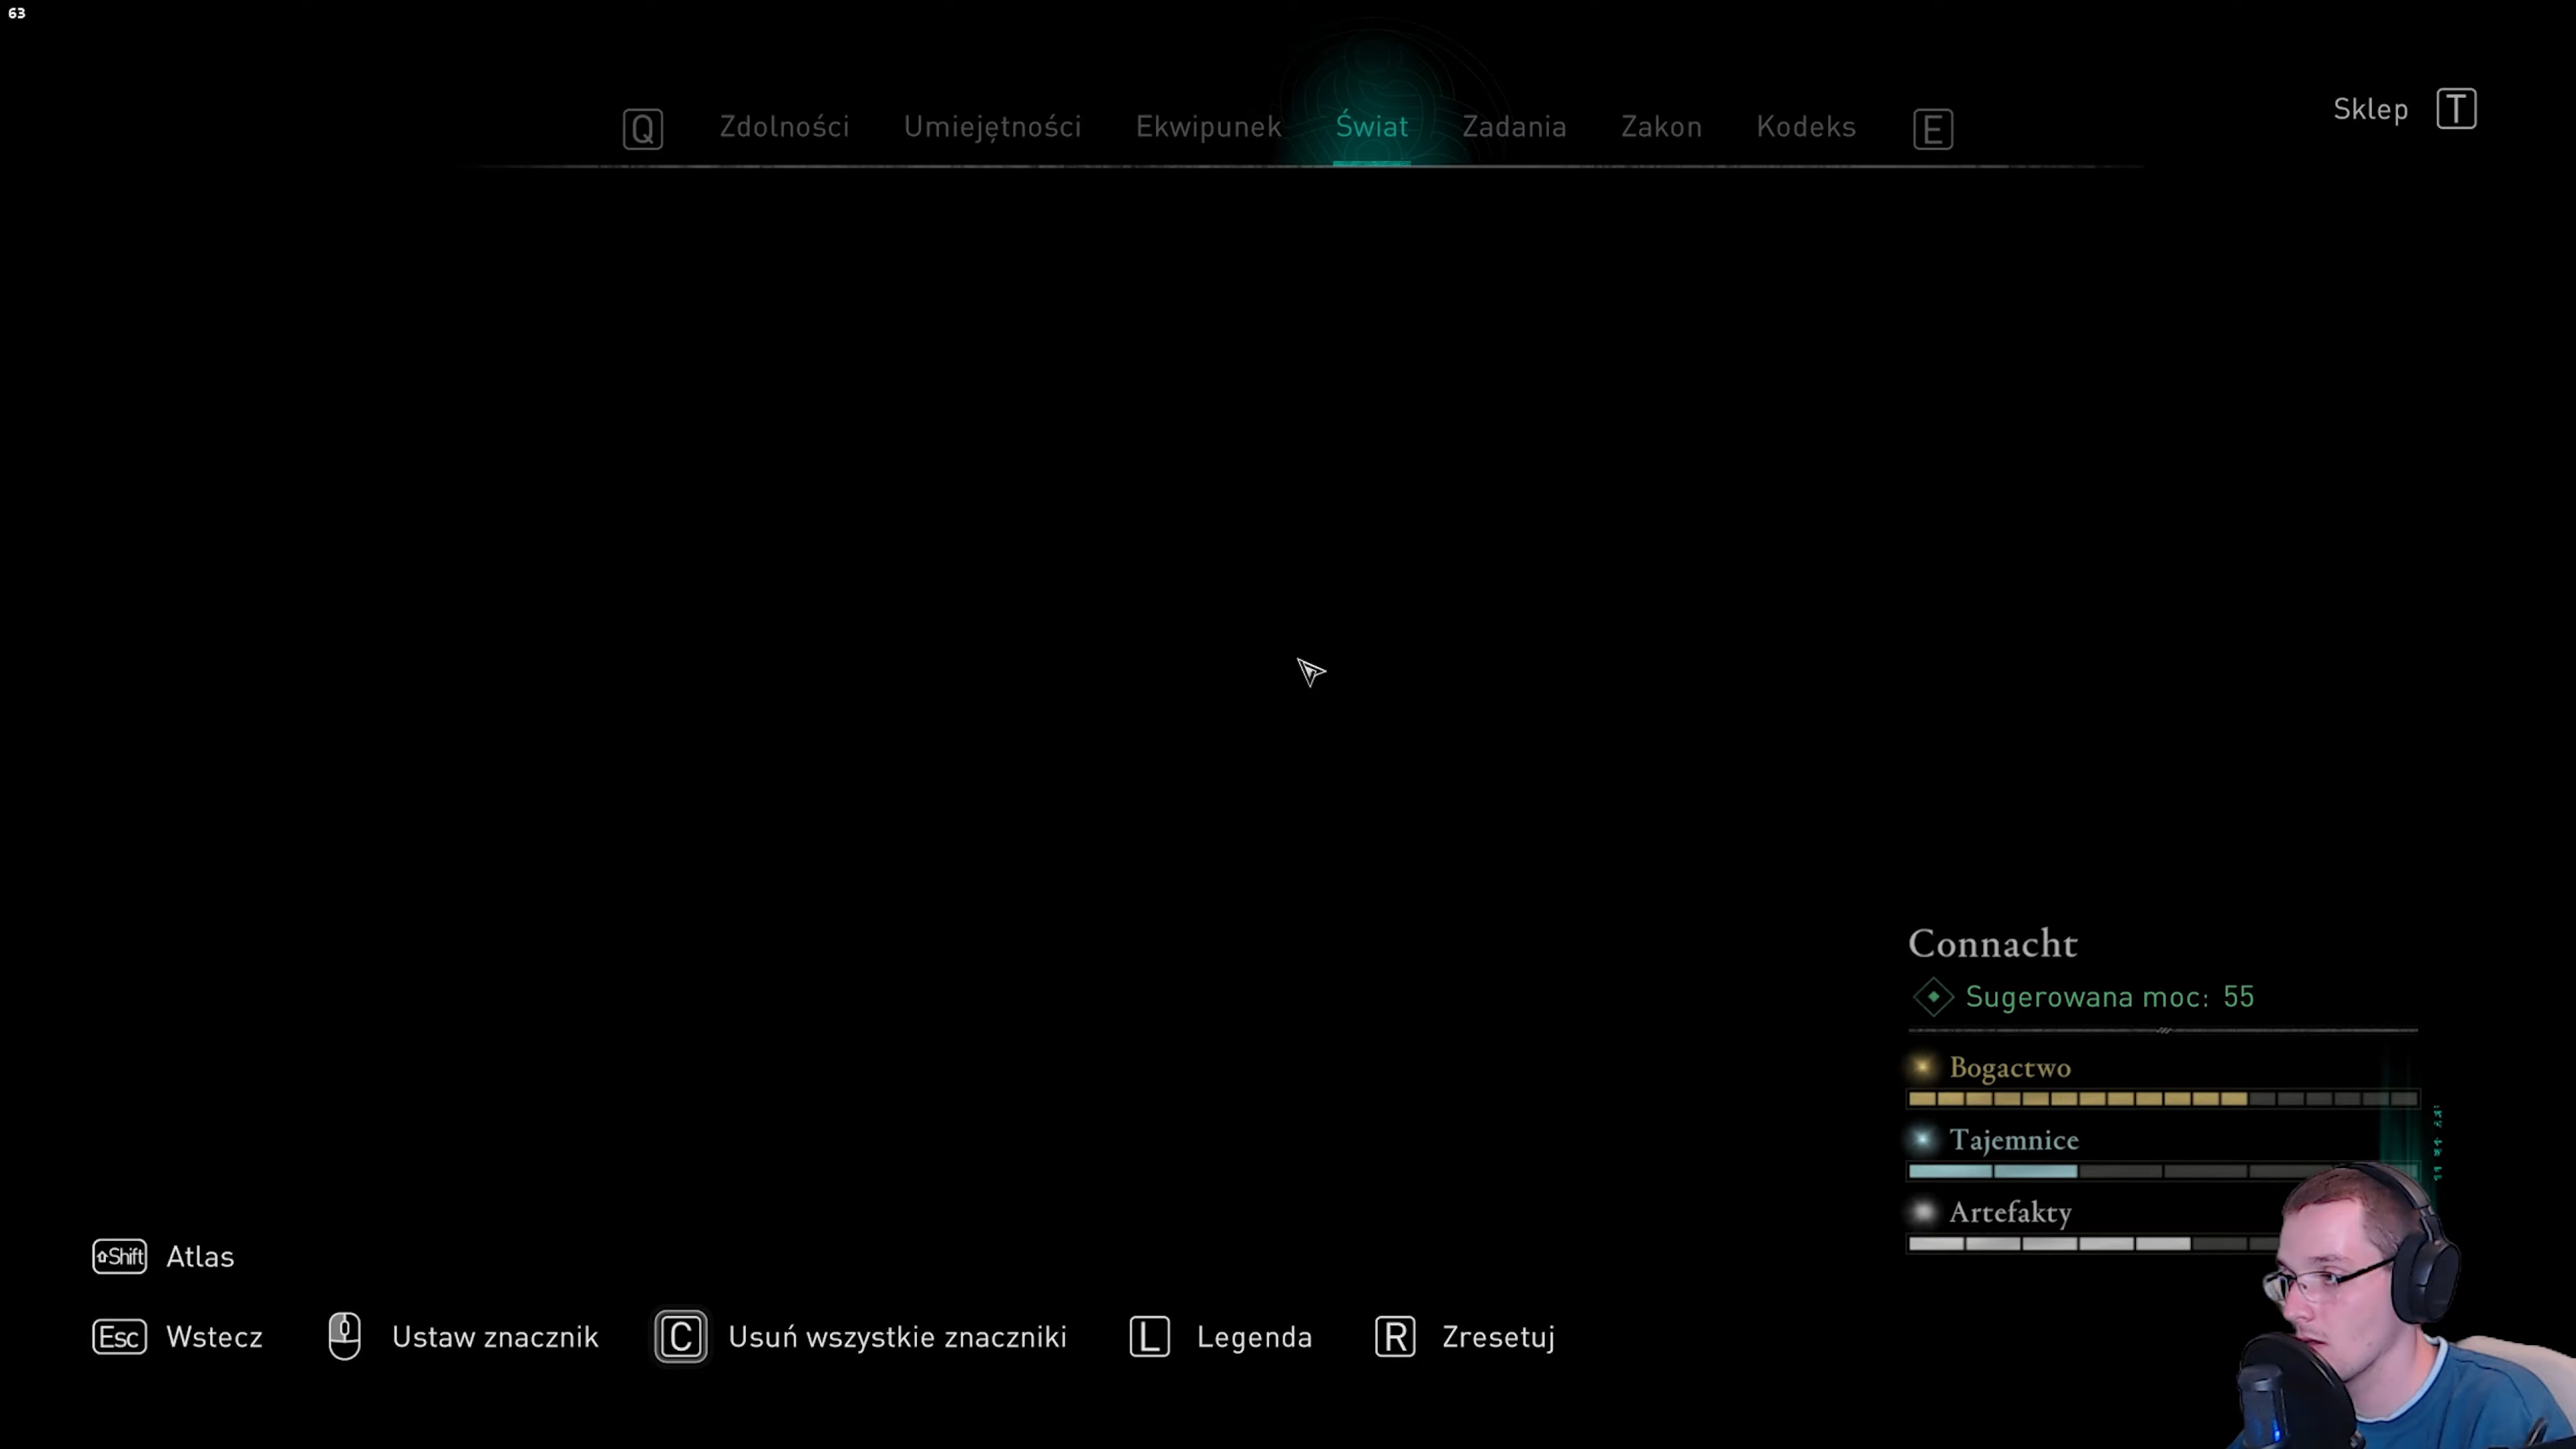 63
Q Zdolności Umiejętności Ekwipunek Świat Zadania Zakon Kodeks E
Sklep T
Connacht
Sugerowana moc: 55
Bogactwo
Tajemnice
Artefakty
Shift Atlas
Esc Wstecz Ustaw znacznik C Usuń wszystkie znaczniki L Legenda R Zresetuj